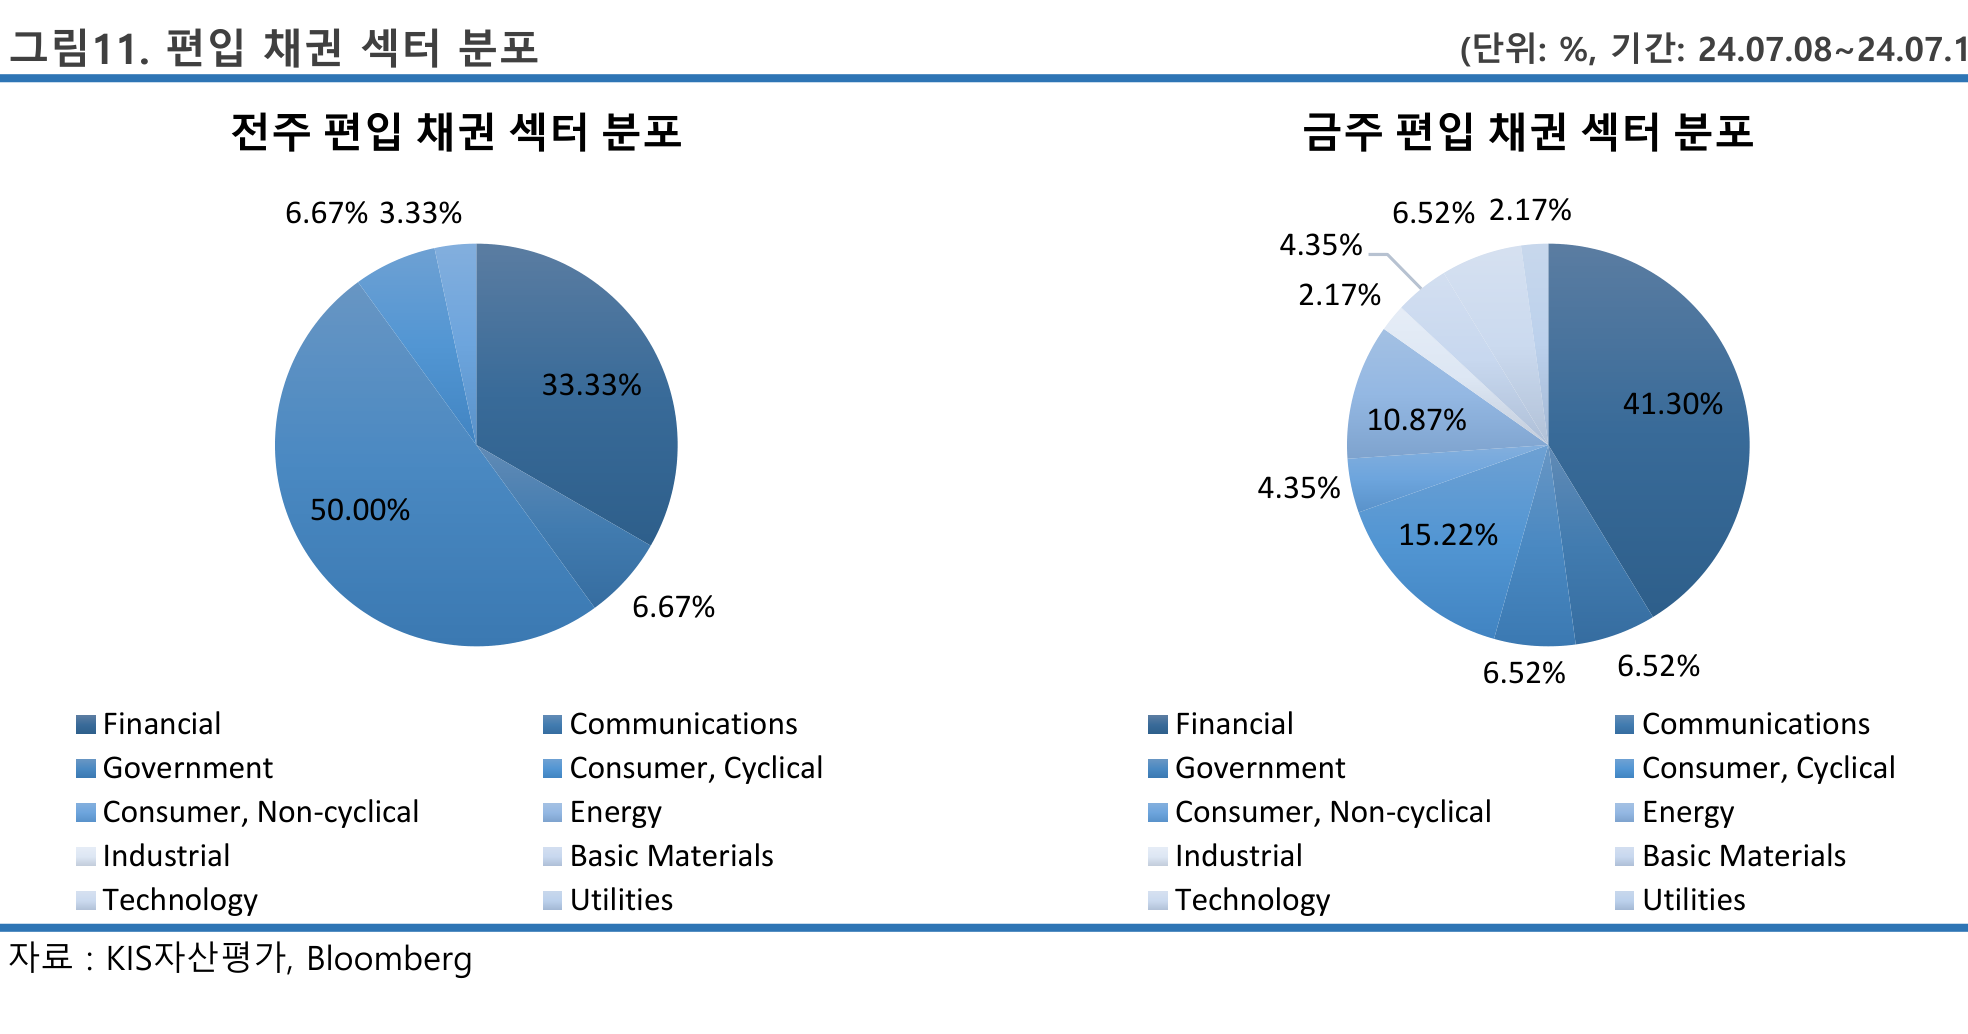 그림11. 편입 채권 섹터 분포
(단위: %, 기간: 24.07.08~24.07.1
전주 편입 채권 섹터 분포
6.67% 3.33%
33.33%
50.00%
6.67%
Financial
Communications
Government
Consumer, Cyclical
Consumer, Non-cyclical
Energy
Industrial
Basic Materials
Technology
Utilities
금주 편입 채권 섹터 분포
6.52% 2.17%
4.35%
2.17%
41.30%
10.87%
4.35%
15.22%
6.52%
6.52%
Financial
Communications
Government
Consumer, Cyclical
Consumer, Non-cyclical
Energy
Industrial
Basic Materials
Technology
Utilities
자료 : KIS자산평가, Bloomberg